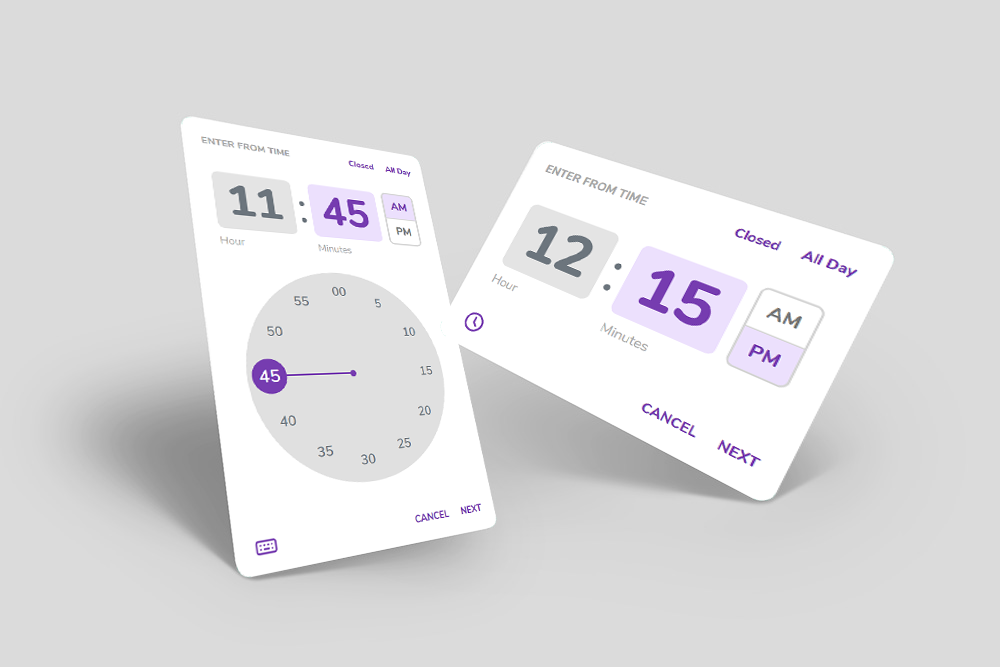 ENTER FROM TIME
Closed All Day
11 : 45 AM
PM
Hour Minutes
00
5
10
15
20
25
30
35
40
45
50
55
CANCEL NEXT
ENTER FROM TIME
Closed All Day
12 : 15 AM
PM
Hour Minutes
CANCEL NEXT